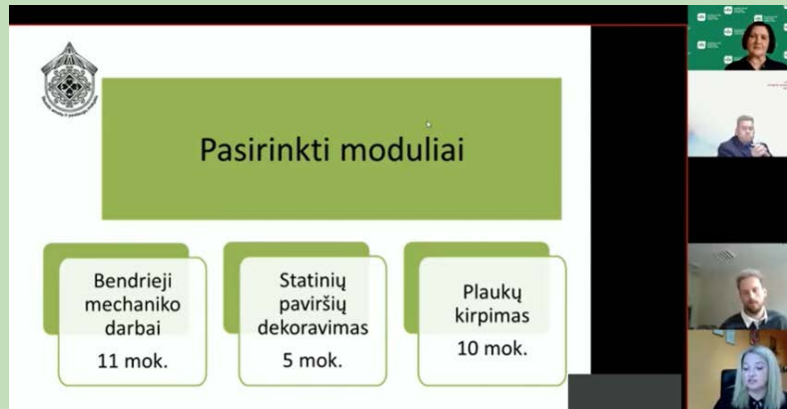 Pasirinkti moduliai
Bendrieji
mechaniko
darbai
11 mok.
Statinių
paviršių
dekoravimas
5 mok.
Plaukų
kirpimas
10 mok.